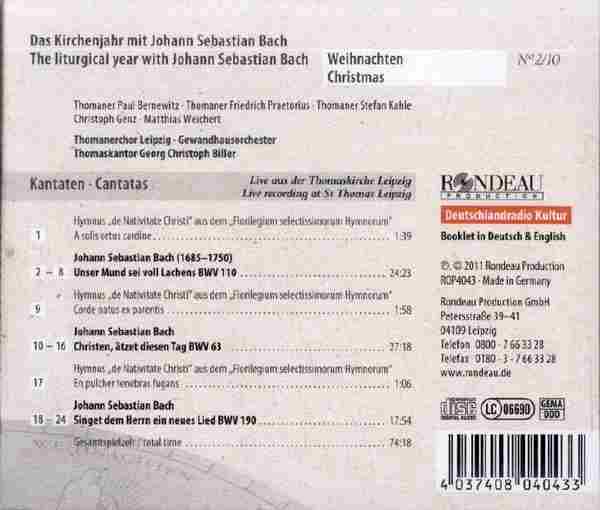 Das Kirchenjahr mit Johann Sebastian Bach
The liturgical year with Johann Sebastian Bach
Weihnachten
Christmas
No 2/10
Thomaner Paul Bernewitz · Thomaner Friedrich Praetorius · Thomaner Stefan Kahle
Christoph Genz · Matthias Weichert
Thomanerchor Leipzig · Gewandhausorchester
Thomaskantor Georg Christoph Biller
Kantaten · Cantatas
Live aus der Thomaskirche Leipzig
Live recording at St Thomas Leipzig
Hymnus „de Nativitate Christi" aus dem „Florilegium selectissimorum Hymnorum"
1 A solis ortus cardine 1:39
Johann Sebastian Bach (1685–1750)
2 – 8 Unser Mund sei voll Lachens BWV 110 24:23
Hymnus „de Nativitate Christi" aus dem „Florilegium selectissimorum Hymnorum"
9 Corde natus ex parentis 1:58
Johann Sebastian Bach
10 – 16 Christen, ätzet diesen Tag BWV 63 27:18
Hymnus „de Nativitate Christi" aus dem „Florilegium selectissimorum Hymnorum"
17 En pulcher tenebras fugans 1:06
Johann Sebastian Bach
18 – 24 Singet dem Herrn ein neues Lied BWV 190 17:54
Gesamtspielzeit / total time 74:18
RONDEAU
PRODUCTION
Deutschlandradio Kultur
Booklet in Deutsch & English
℗, © 2011 Rondeau Production
ROP4043 · Made in Germany
Rondeau Production GmbH
Petersstraße 39–41
04109 Leipzig
Telefon 0800 - 7 66 33 28
Telefax 0180 - 3 - 7 66 33 28
www.rondeau.de
COMPACT disc DIGITAL AUDIO
LC 06690
GEMA
DDD
4 037408 040433